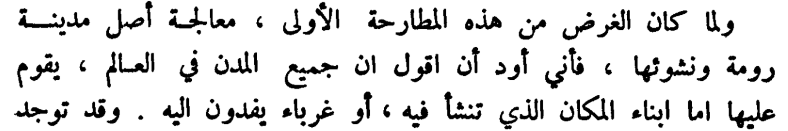 ولما كان الغرض من هذه المطارحة الأولى ، معالجة أصل مدينة
رومة ونشوئها ، فأني أود أن اقول ان جميع المدن في العالم ، يقوم
عليها اما ابناء المكان الذي تنشأ فيه ، أو غرباء يفدون اليه . وقد توجد